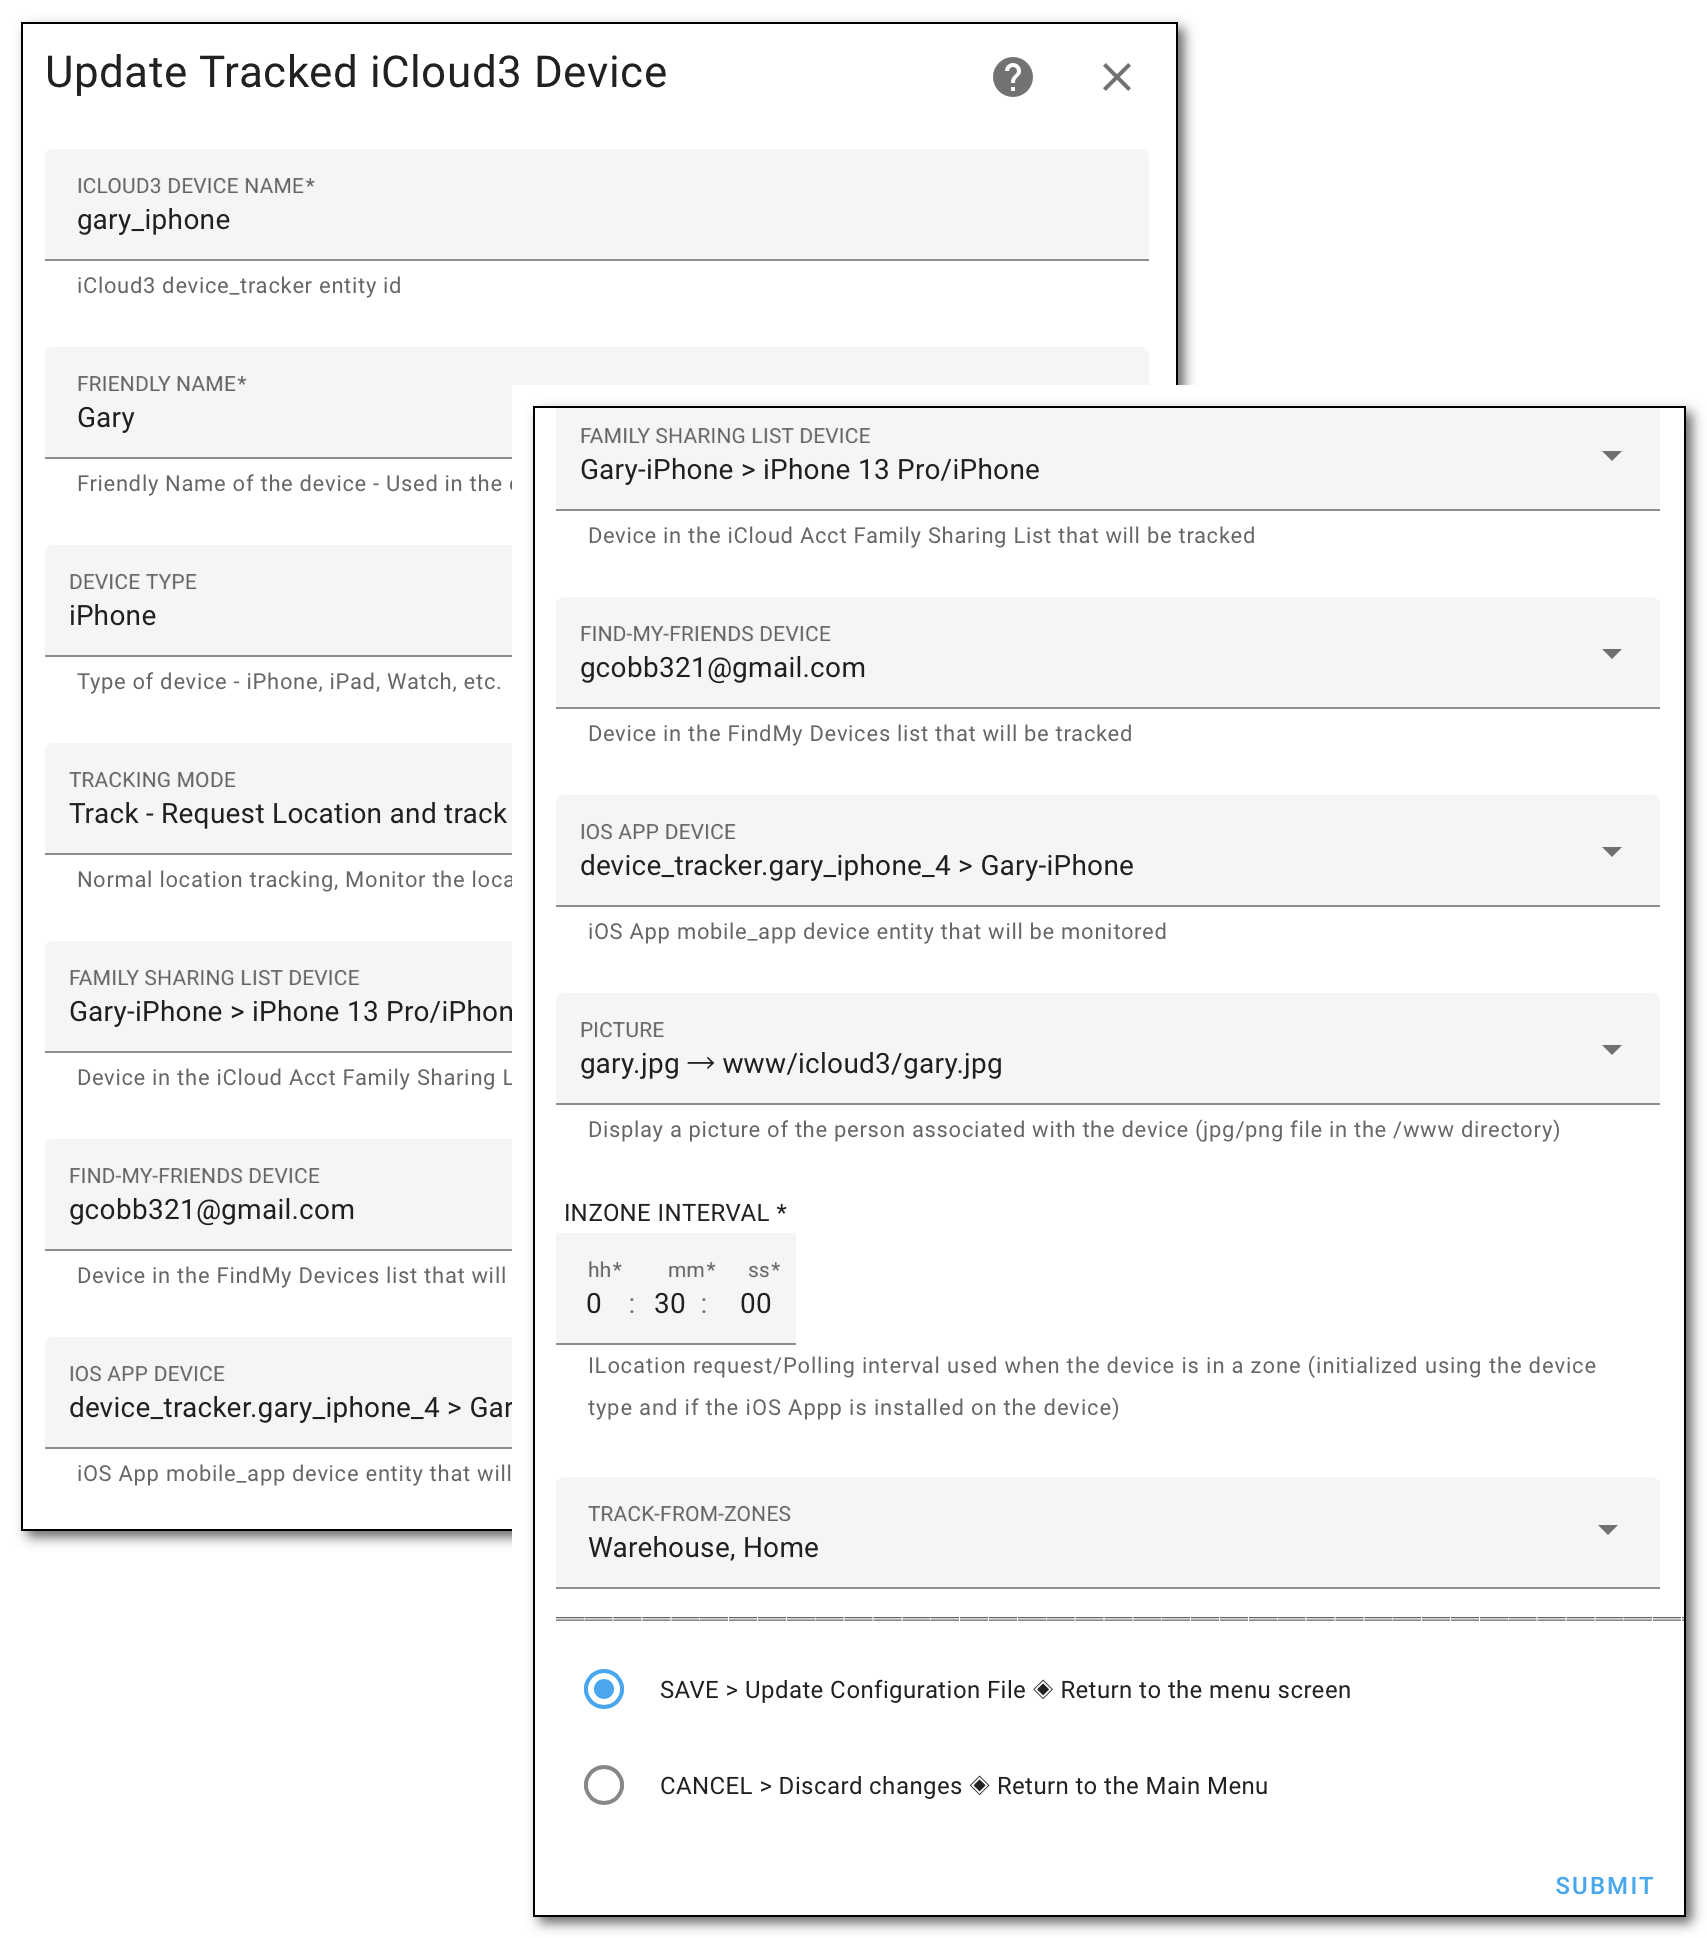 Update Tracked iCloud3 Device
ICLOUD3 DEVICE NAME*
gary_iphone
iCloud3 device_tracker entity id
FRIENDLY NAME*
Gary
Friendly Name of the device - Used in the
DEVICE TYPE
iPhone
Type of device - iPhone, iPad, Watch, etc.
TRACKING MODE
Track - Request Location and track
Normal location tracking, Monitor the loca
FAMILY SHARING LIST DEVICE
Gary-iPhone > iPhone 13 Pro/iPhon
Device in the iCloud Acct Family Sharing L
FIND-MY-FRIENDS DEVICE
gcobb321@gmail.com
Device in the FindMy Devices list that will
IOS APP DEVICE
device_tracker.gary_iphone_4 > Gar
iOS App mobile_app device entity that will
FAMILY SHARING LIST DEVICE
Gary-iPhone > iPhone 13 Pro/iPhone
Device in the iCloud Acct Family Sharing List that will be tracked
FIND-MY-FRIENDS DEVICE
gcobb321@gmail.com
Device in the FindMy Devices list that will be tracked
IOS APP DEVICE
device_tracker.gary_iphone_4 > Gary-iPhone
iOS App mobile_app device entity that will be monitored
PICTURE
gary.jpg → www/icloud3/gary.jpg
Display a picture of the person associated with the device (jpg/png file in the /www directory)
INZONE INTERVAL *
hh* mm* ss*
0 : 30 : 00
ILocation request/Polling interval used when the device is in a zone (initialized using the device
type and if the iOS Appp is installed on the device)
TRACK-FROM-ZONES
Warehouse, Home
SAVE > Update Configuration File ◈ Return to the menu screen
CANCEL > Discard changes ◈ Return to the Main Menu
SUBMIT